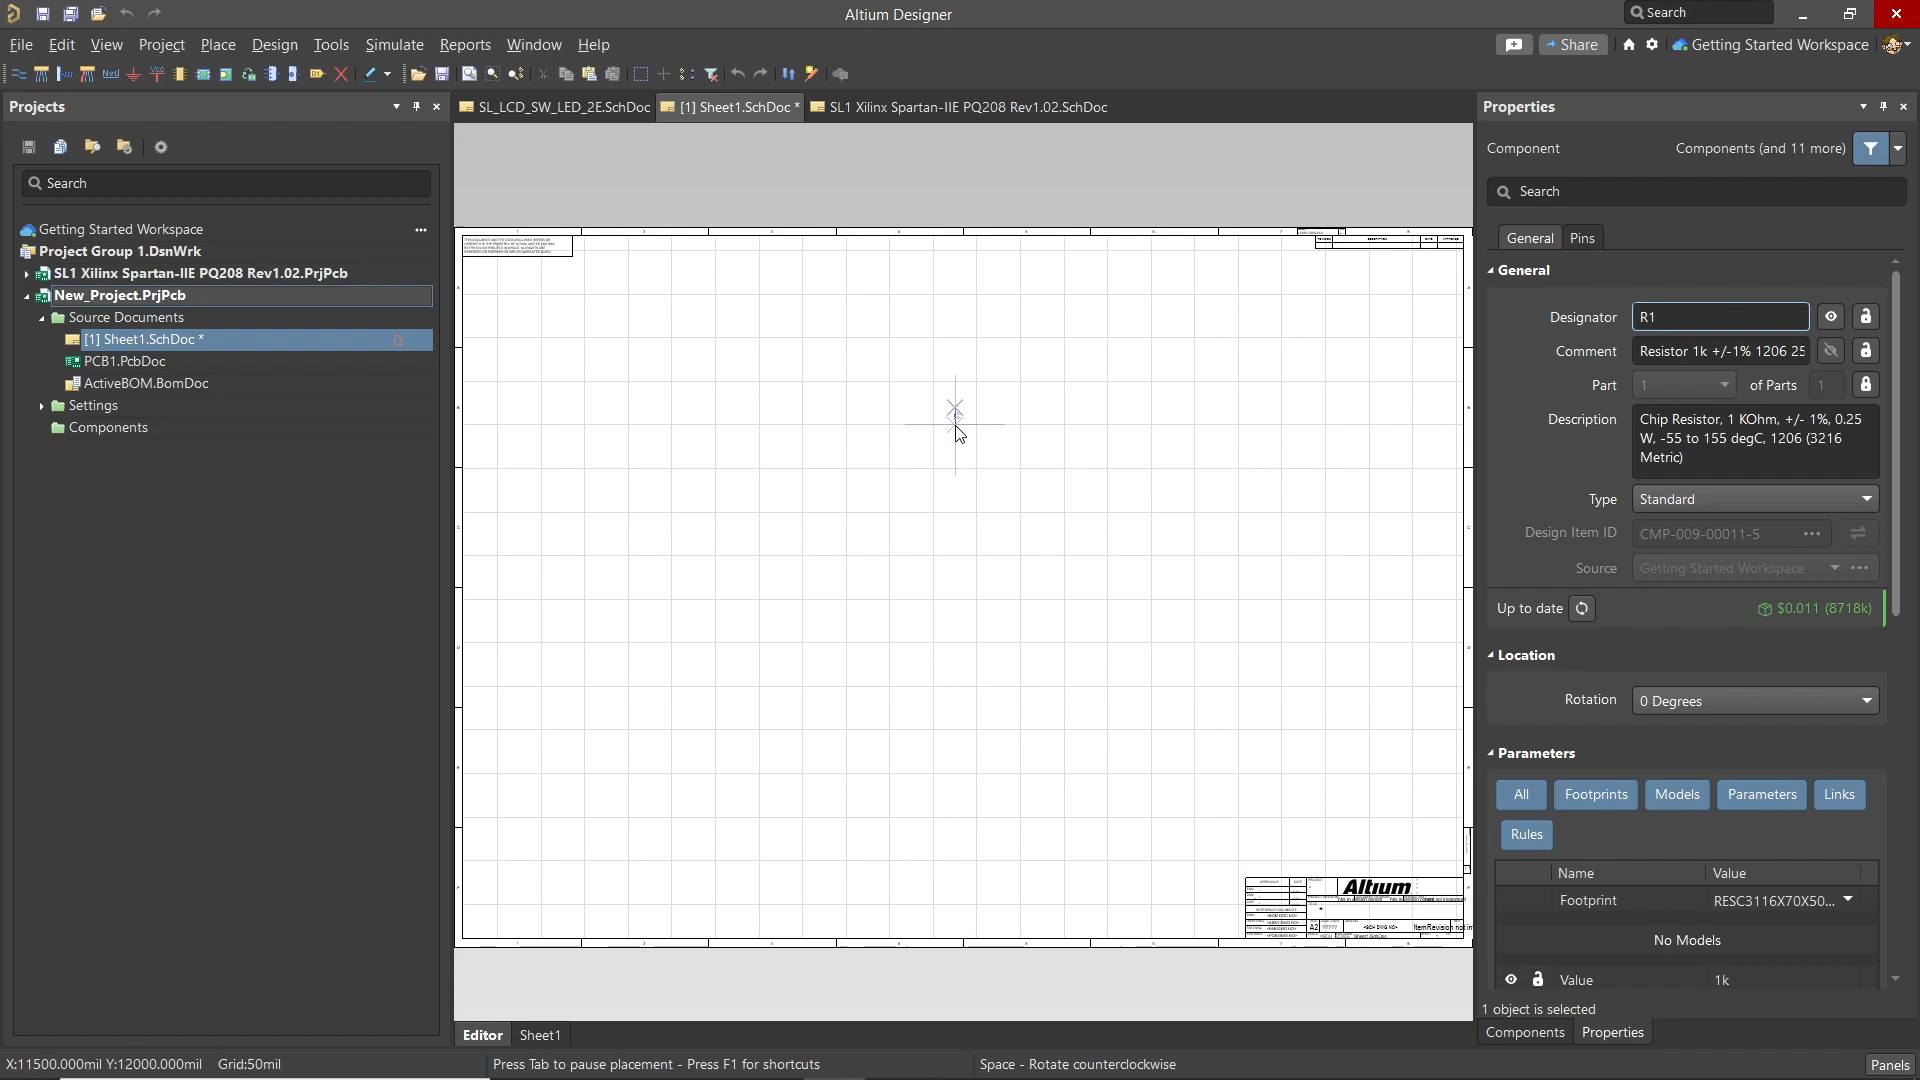 Altium Designer
Search
File Edit View Project Place Design Tools Simulate Reports Window Help
Share
Getting Started Workspace
Projects
SL_LCD_SW_LED_2E.SchDoc
[1] Sheet1.SchDoc *
SL1 Xilinx Spartan-IIE PQ208 Rev1.02.SchDoc
Properties
Component
Components (and 11 more)
Search
Search
Getting Started Workspace
Project Group 1.DsnWrk
SL1 Xilinx Spartan-IIE PQ208 Rev1.02.PrjPcb
New_Project.PrjPcb
Source Documents
[1] Sheet1.SchDoc *
PCB1.PcbDoc
ActiveBOM.BomDoc
Settings
Components
General Pins
General
Designator R1
Comment Resistor 1k +/-1% 1206 25
Part 1 of Parts 1
Description Chip Resistor, 1 KOhm, +/- 1%, 0.25
W, -55 to 155 degC, 1206 (3216
Metric)
Type Standard
Design Item ID CMP-009-00011-5
Source Getting Started Workspace
Up to date $0.011 (8718k)
Location
Rotation 0 Degrees
Parameters
All Footprints Models Parameters Links
Rules
Name Value
Footprint RESC3116X70X50...
No Models
Value 1k
1 object is selected
Altium
A2
Editor Sheet1
Components Properties
X:11500.000mil Y:12000.000mil Grid:50mil
Press Tab to pause placement - Press F1 for shortcuts
Space - Rotate counterclockwise
Panels